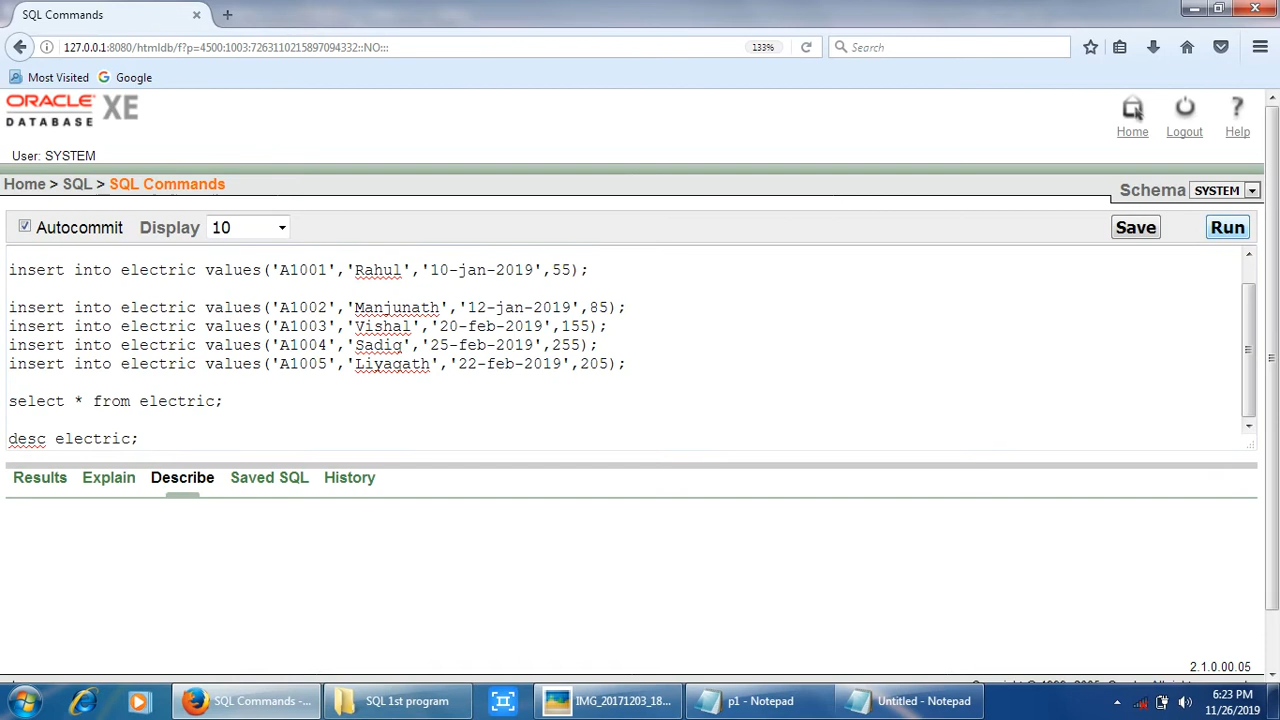 SQL Commands
127.0.0.1:8080/htmldb/f?p=4500:1003:7263110215897094332::NO:::
133%
Search
Most Visited
Google
ORACLE
DATABASE XE
Home
Logout
Help
User: SYSTEM
Home > SQL > SQL Commands
Schema
SYSTEM
Autocommit
Display
10
Save
Run
insert into electric values('A1001','Rahul','10-jan-2019',55);
insert into electric values('A1002','Manjunath','12-jan-2019',85);
insert into electric values('A1003','Vishal','20-feb-2019',155);
insert into electric values('A1004','Sadiq','25-feb-2019',255);
insert into electric values('A1005','Liyaqath','22-feb-2019',205);
select * from electric;
desc electric;
Results
Explain
Describe
Saved SQL
History
2.1.0.00.05
SQL Commands -...
SQL 1st program
IMG_20171203_18...
p1 - Notepad
Untitled - Notepad
6:23 PM
11/26/2019